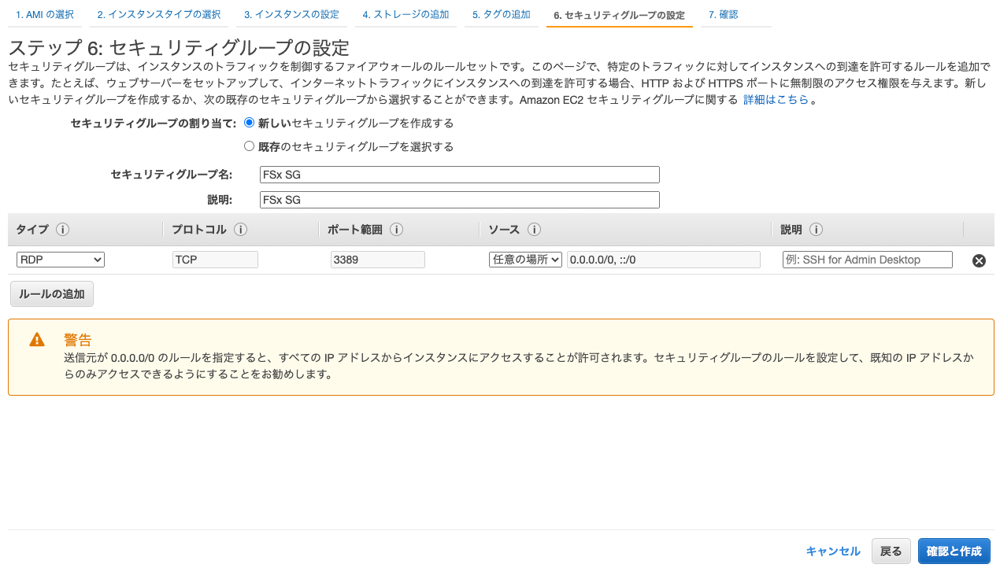 1. AMI の選択
2. インスタンスタイプの選択
3. インスタンスの設定
4. ストレージの追加
5. タグの追加
6. セキュリティグループの設定
7. 確認
ステップ 6: セキュリティグループの設定
セキュリティグループは、インスタンスのトラフィックを制御するファイアウォールのルールセットです。このページで、特定のトラフィックに対してインスタンスへの到達を許可するルールを追加で
きます。たとえば、ウェブサーバーをセットアップして、インターネットトラフィックにインスタンスへの到達を許可する場合、HTTP および HTTPS ポートに無制限のアクセス権限を与えます。新し
いセキュリティグループを作成するか、次の既存のセキュリティグループから選択することができます。Amazon EC2 セキュリティグループに関する 詳細はこちら。
セキュリティグループの割り当て: 新しいセキュリティグループを作成する
既存のセキュリティグループを選択する
セキュリティグループ名: FSx SG
説明: FSx SG
タイプ i プロトコル i ポート範囲 i ソース i 説明 i
RDP TCP 3389 任意の場所 0.0.0.0/0, ::/0 例: SSH for Admin Desktop
ルールの追加
警告
送信元が 0.0.0.0/0 のルールを指定すると、すべての IP アドレスからインスタンスにアクセスすることが許可されます。セキュリティグループのルールを設定して、既知の IP アドレスか
らのみアクセスできるようにすることをお勧めします。
キャンセル 戻る 確認と作成